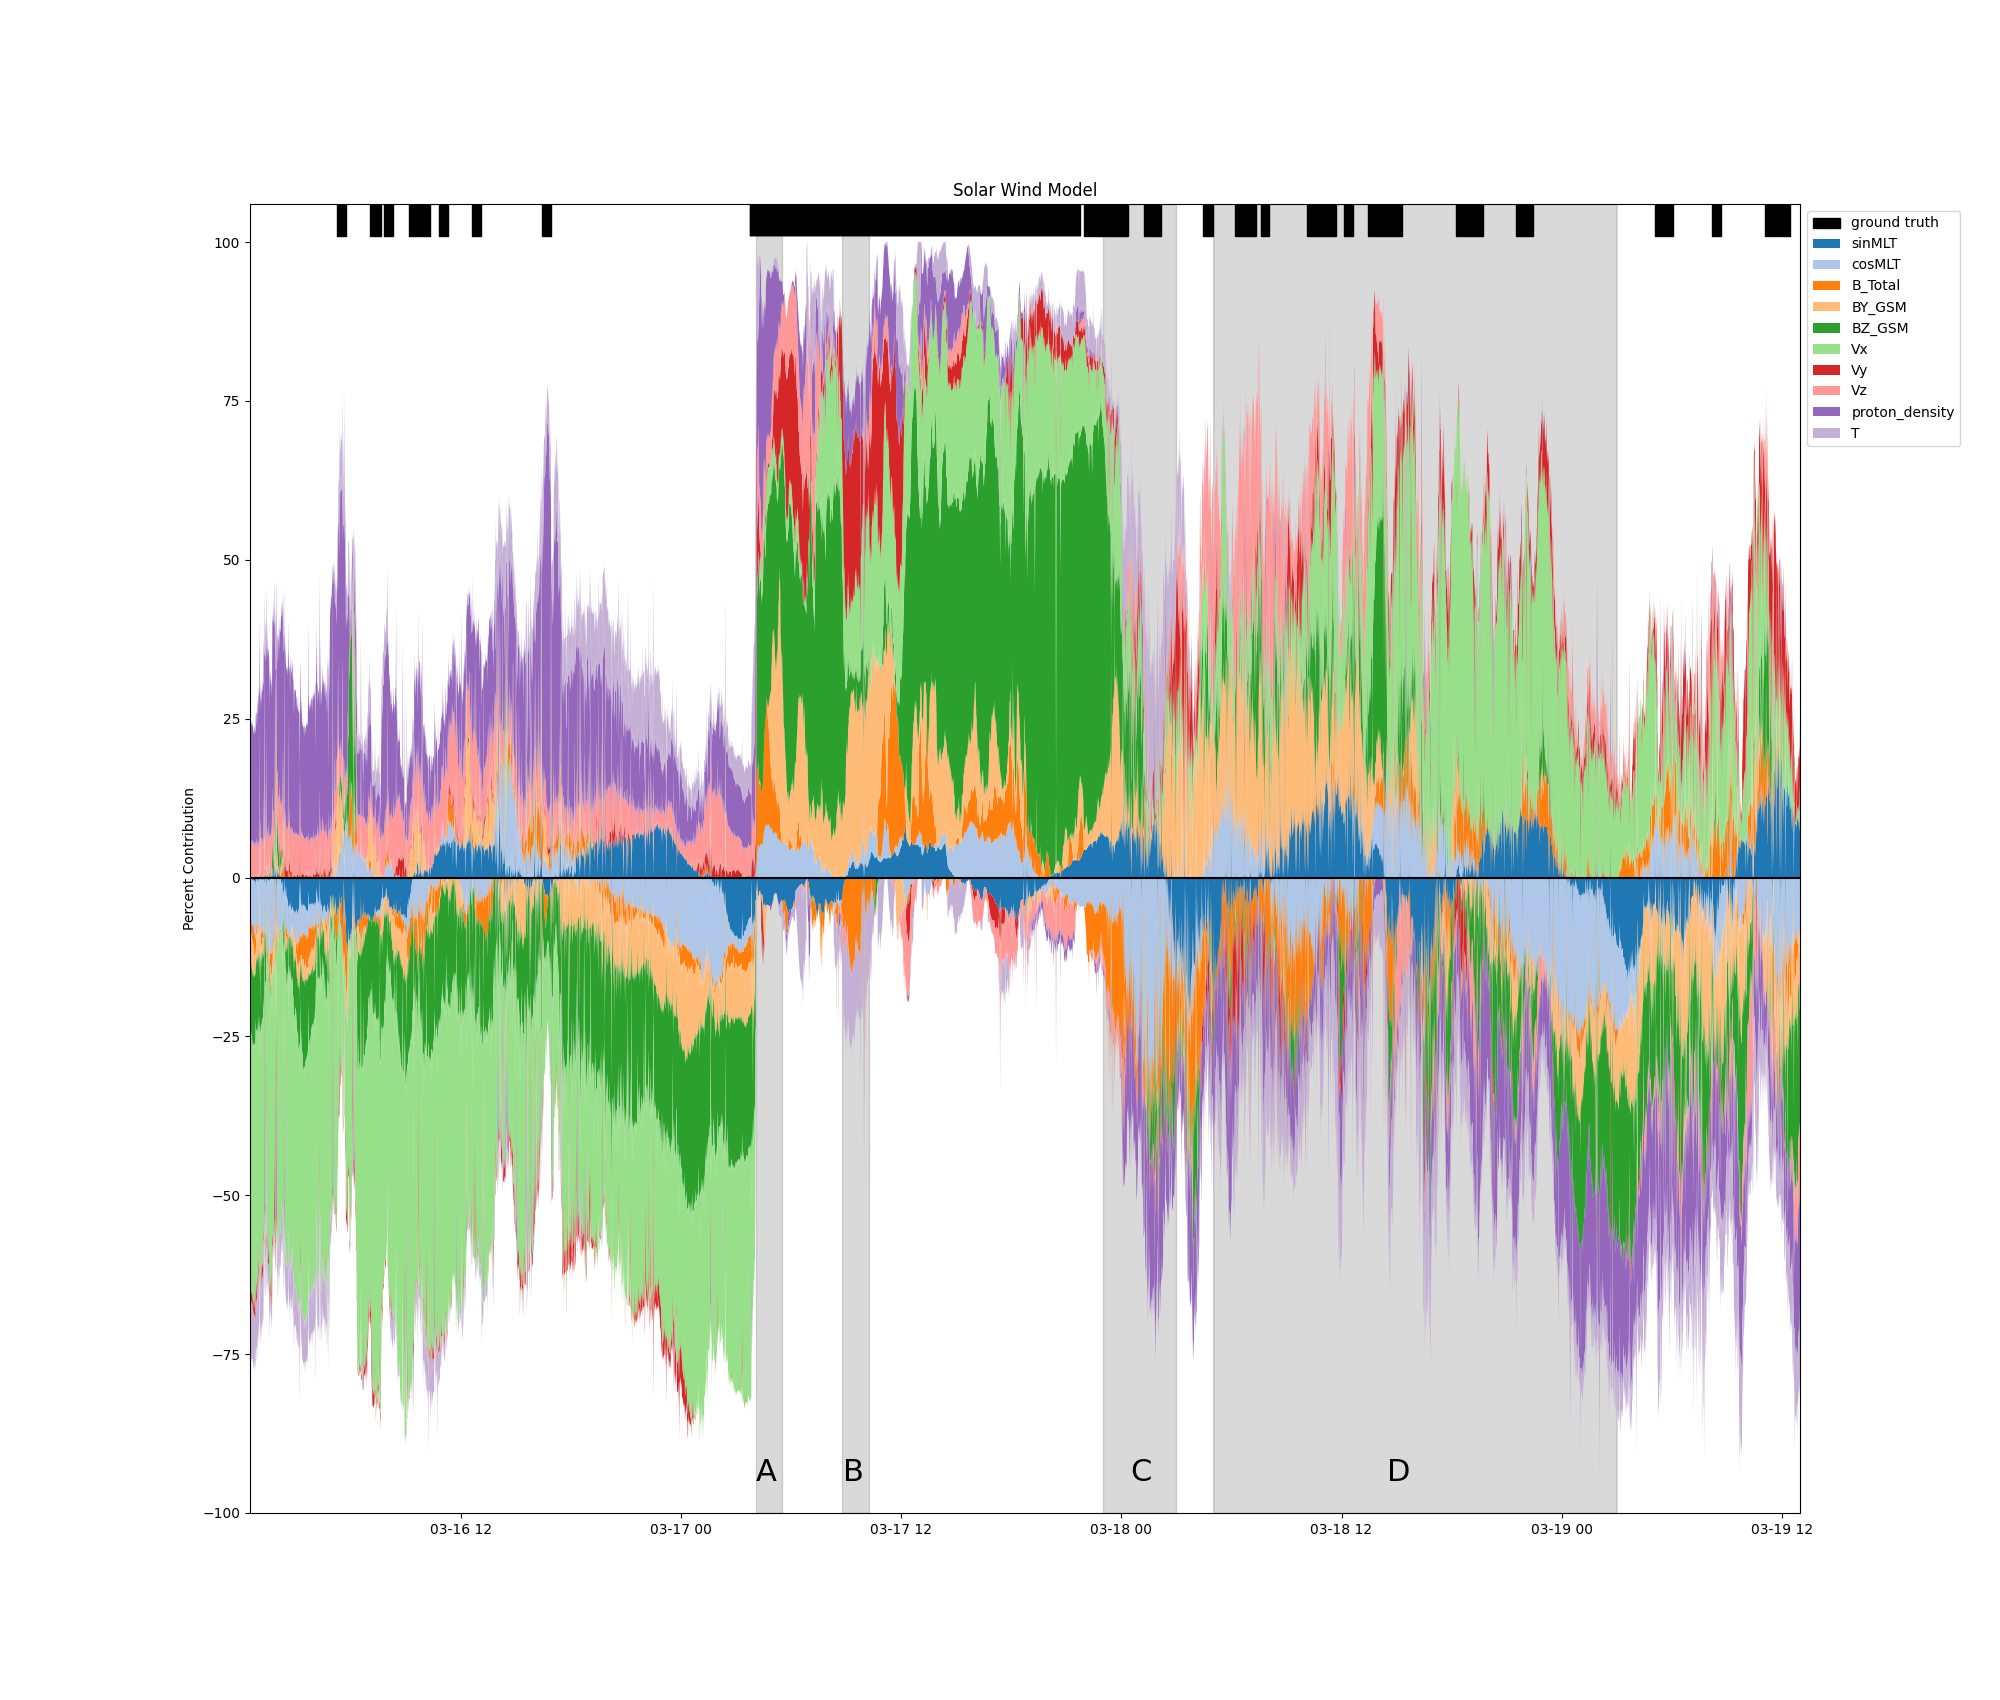 Solar Wind Model
ground truth
sinMLT
cosMLT
B_Total
BY_GSM
BZ_GSM
Vx
Vy
Vz
proton_density
T
100
75
50
25
0
−25
−50
−75
−100
Percent Contribution
A
B
C
D
03-16 12
03-17 00
03-17 12
03-18 00
03-18 12
03-19 00
03-19 12